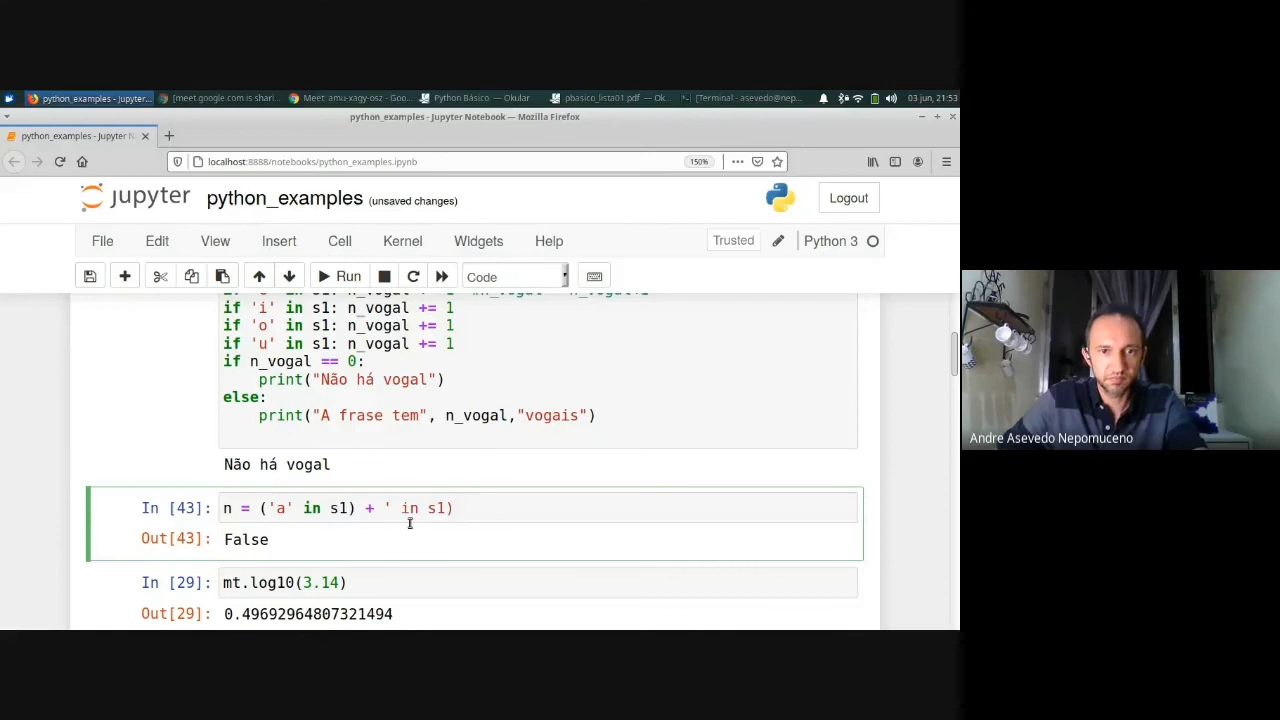 python_examples - Jupyter...
[meet.google.com is shari...
Meet: amu-xagy-osz - Goo...
Python Básico — Okular
pbasico_lista01.pdf — Ok...
[Terminal - asevedo@nep...
03 jun, 21:53
python_examples - Jupyter Notebook — Mozilla Firefox
python_examples - Jupyter N
localhost:8888/notebooks/python_examples.ipynb
150%
jupyter python_examples (unsaved changes)
Logout
File Edit View Insert Cell Kernel Widgets Help
Trusted
Python 3
Run
Code
if 'i' in s1: n_vogal += 1
if 'o' in s1: n_vogal += 1
if 'u' in s1: n_vogal += 1
if n_vogal == 0:
print("Não há vogal")
else:
print("A frase tem", n_vogal,"vogais")
Não há vogal
In [43]: n = ('a' in s1) + ' in s1)
Out[43]: False
In [29]: mt.log10(3.14)
Out[29]: 0.49692964807321494
Andre Asevedo Nepomuceno